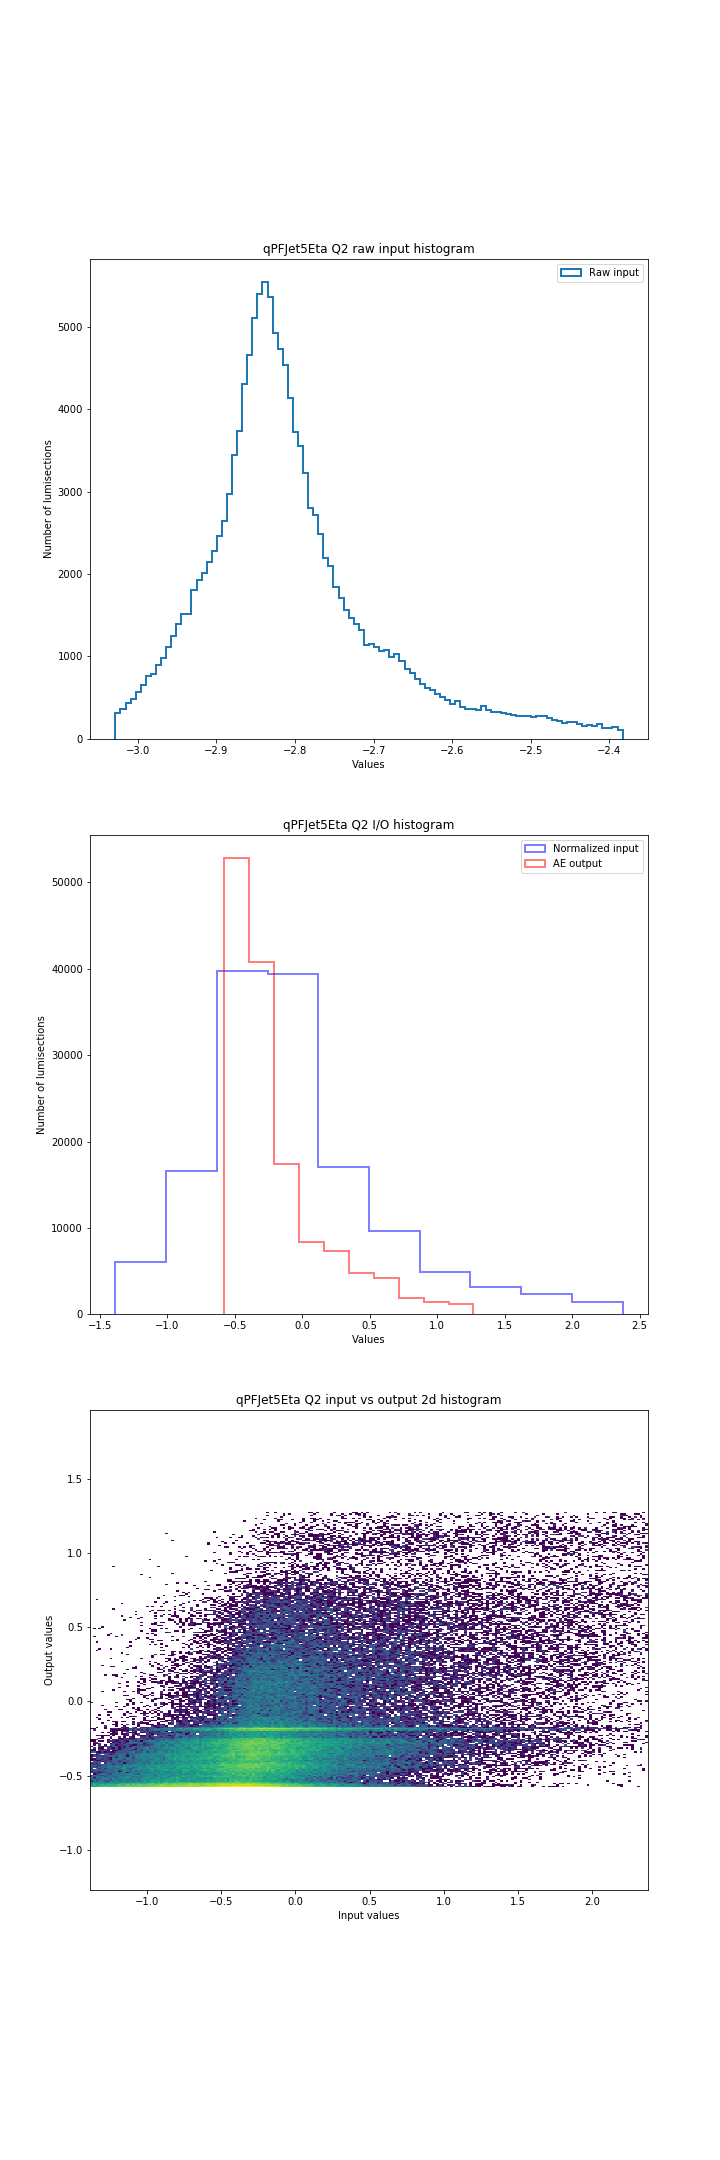 qPFJet5Eta Q2 raw input histogram
Raw input
Number of lumisections
5000
4000
3000
2000
1000
0
−3.0 −2.9 −2.8 −2.7 −2.6 −2.5 −2.4
Values
qPFJet5Eta Q2 I/O histogram
Normalized input
AE output
Number of lumisections
50000
40000
30000
20000
10000
0
−1.5 −1.0 −0.5 0.0 0.5 1.0 1.5 2.0 2.5
Values
qPFJet5Eta Q2 input vs output 2d histogram
Output values
1.5
1.0
0.5
0.0
−0.5
−1.0
−1.0 −0.5 0.0 0.5 1.0 1.5 2.0
Input values